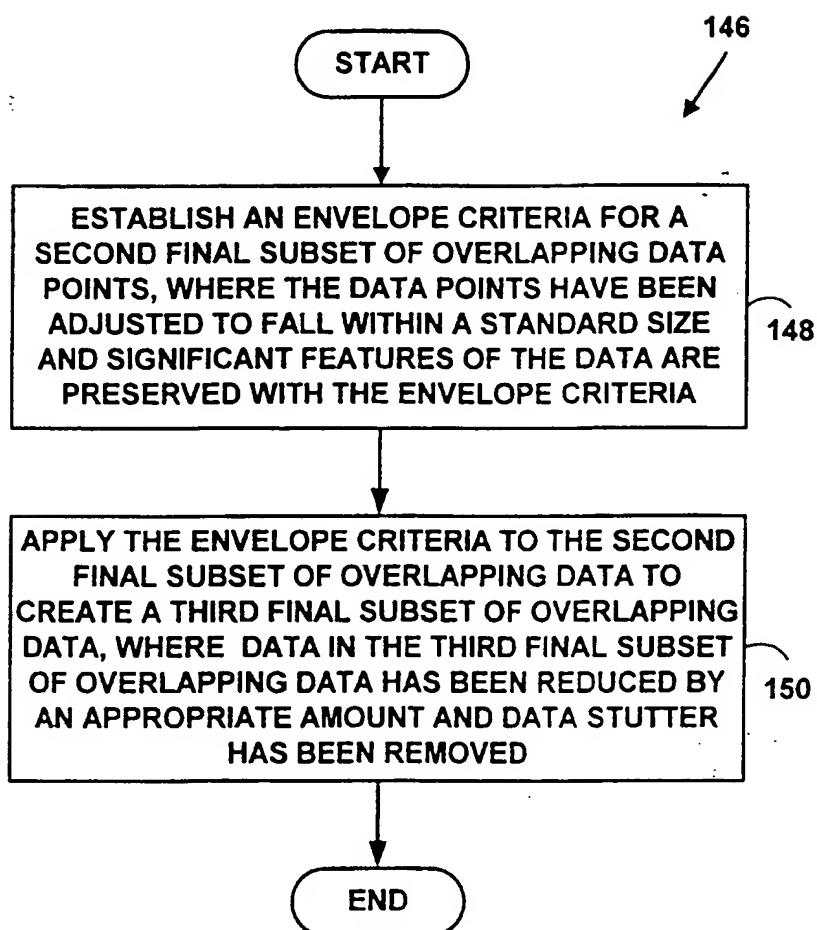 146
START
ESTABLISH AN ENVELOPE CRITERIA FOR A
SECOND FINAL SUBSET OF OVERLAPPING DATA
POINTS, WHERE THE DATA POINTS HAVE BEEN
ADJUSTED TO FALL WITHIN A STANDARD SIZE
AND SIGNIFICANT FEATURES OF THE DATA ARE
PRESERVED WITH THE ENVELOPE CRITERIA
148
APPLY THE ENVELOPE CRITERIA TO THE SECOND
FINAL SUBSET OF OVERLAPPING DATA TO
CREATE A THIRD FINAL SUBSET OF OVERLAPPING
DATA, WHERE DATA IN THE THIRD FINAL SUBSET
OF OVERLAPPING DATA HAS BEEN REDUCED BY
AN APPROPRIATE AMOUNT AND DATA STUTTER
HAS BEEN REMOVED
150
END